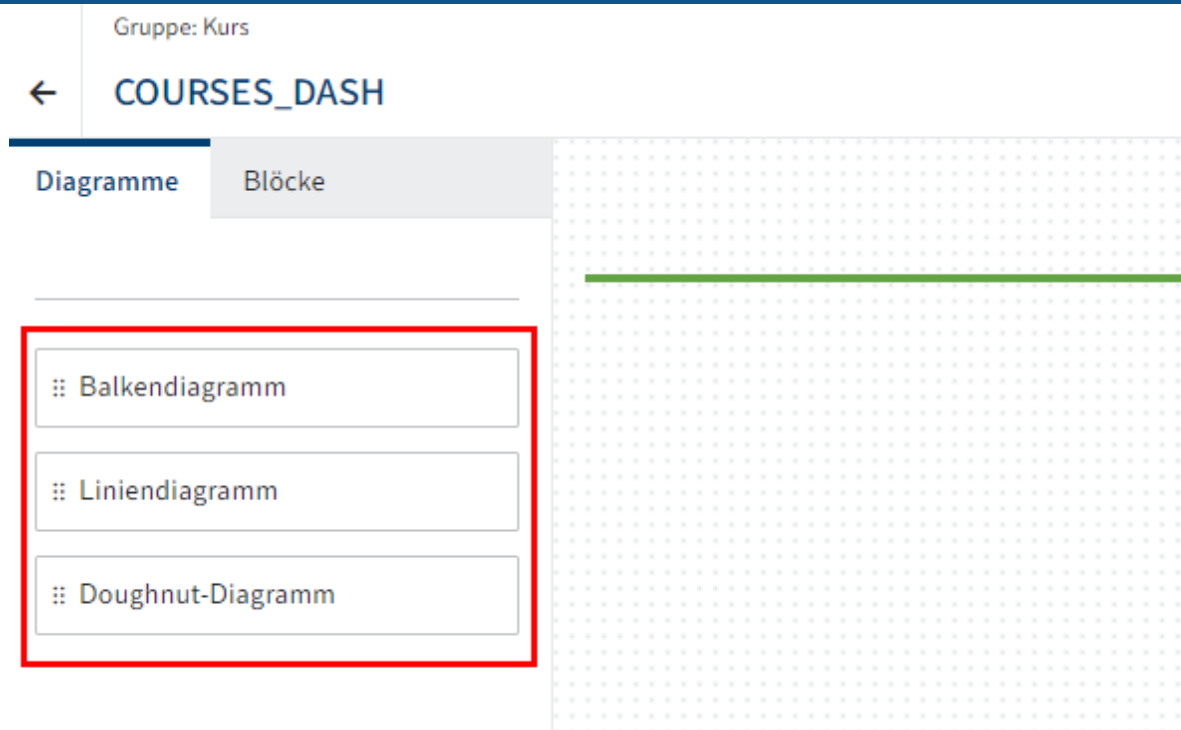 Gruppe: Kurs
COURSES_DASH
Diagramme
Blöcke
Balkendiagramm
Liniendiagramm
Doughnut-Diagramm